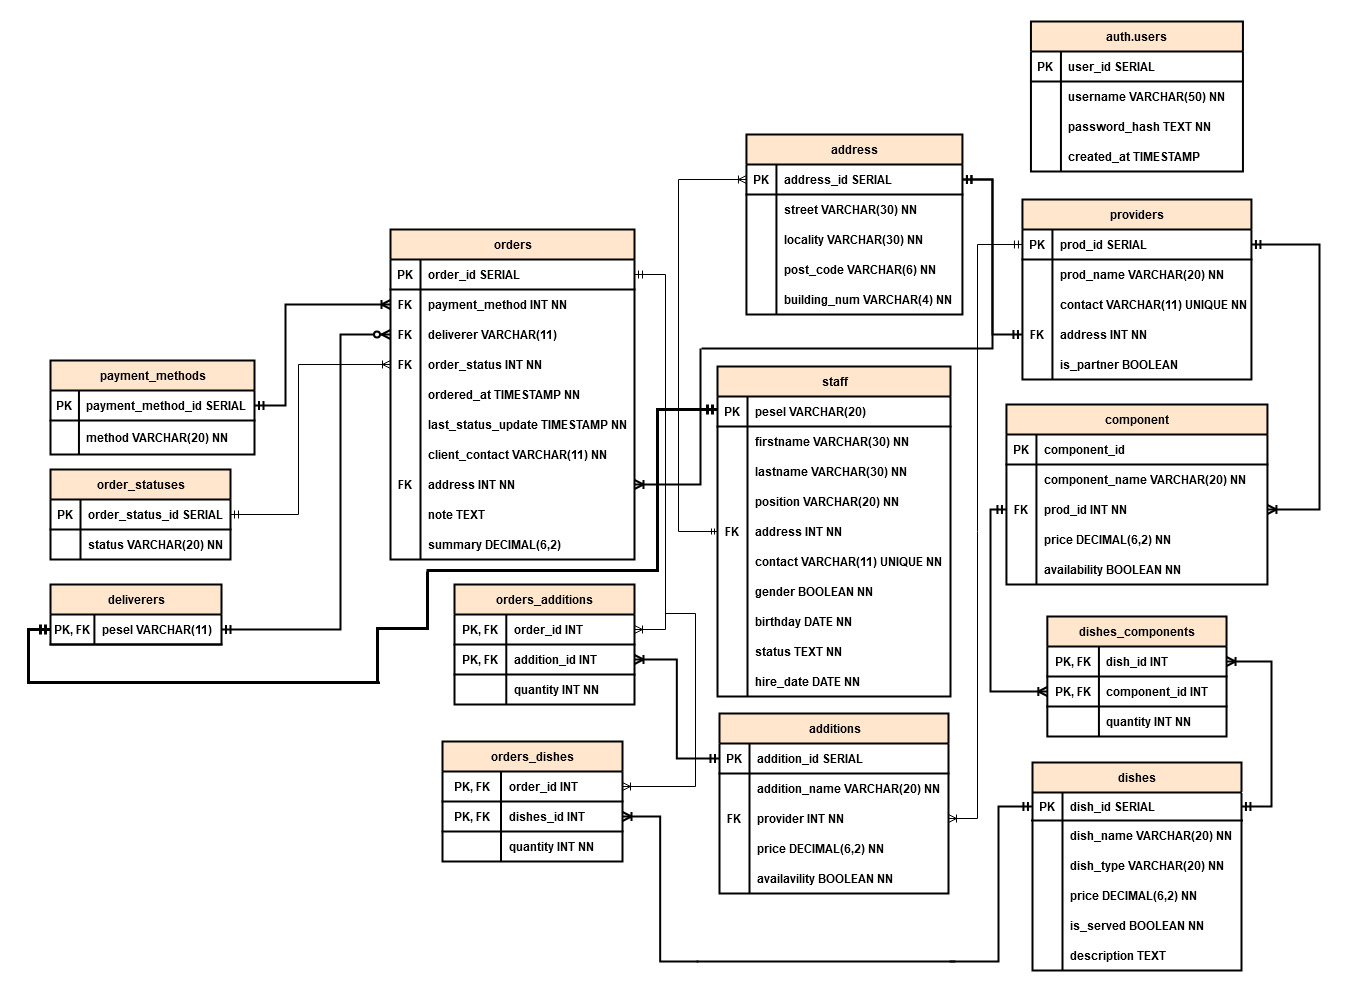 auth.users
PK user_id SERIAL
username VARCHAR(50) NN
password_hash TEXT NN
created_at TIMESTAMP
address
PK address_id SERIAL
street VARCHAR(30) NN
locality VARCHAR(30) NN
post_code VARCHAR(6) NN
building_num VARCHAR(4) NN
providers
PK prod_id SERIAL
prod_name VARCHAR(20) NN
contact VARCHAR(11) UNIQUE NN
FK address INT NN
is_partner BOOLEAN
orders
PK order_id SERIAL
FK payment_method INT NN
FK deliverer VARCHAR(11)
FK order_status INT NN
ordered_at TIMESTAMP NN
last_status_update TIMESTAMP NN
client_contact VARCHAR(11) NN
FK address INT NN
note TEXT
summary DECIMAL(6,2)
payment_methods
PK payment_method_id SERIAL
method VARCHAR(20) NN
order_statuses
PK order_status_id SERIAL
status VARCHAR(20) NN
deliverers
PK, FK pesel VARCHAR(11)
staff
PK pesel VARCHAR(20)
firstname VARCHAR(30) NN
lastname VARCHAR(30) NN
position VARCHAR(20) NN
FK address INT NN
contact VARCHAR(11) UNIQUE NN
gender BOOLEAN NN
birthday DATE NN
status TEXT NN
hire_date DATE NN
component
PK component_id
component_name VARCHAR(20) NN
FK prod_id INT NN
price DECIMAL(6,2) NN
availability BOOLEAN NN
orders_additions
PK, FK order_id INT
PK, FK addition_id INT
quantity INT NN
dishes_components
PK, FK dish_id INT
PK, FK component_id INT
quantity INT NN
orders_dishes
PK, FK order_id INT
PK, FK dishes_id INT
quantity INT NN
additions
PK addition_id SERIAL
addition_name VARCHAR(20) NN
FK provider INT NN
price DECIMAL(6,2) NN
availavility BOOLEAN NN
dishes
PK dish_id SERIAL
dish_name VARCHAR(20) NN
dish_type VARCHAR(20) NN
price DECIMAL(6,2) NN
is_served BOOLEAN NN
description TEXT